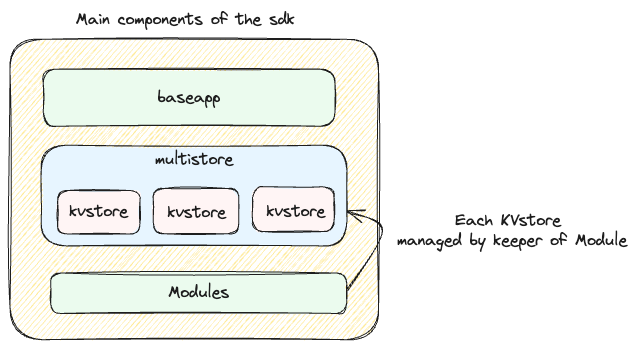 Main components of the sdk
baseapp
multistore
kvstore
kvstore
kvstore
Each KVstore
managed by keeper of Module
Modules